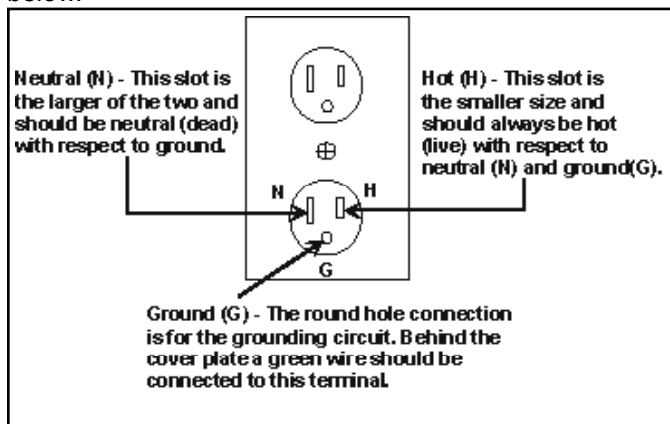 below.
Neutral (N) - This slot is
the larger of the two and
should be neutral (dead)
with respect to ground.
Hot (H) - This slot is
the smaller size and
should always be hot
(live) with respect to
neutral (N) and ground(G).
N
H
G
Ground (G) - The round hole connection
is for the grounding circuit. Behind the
cover plate a green wire should be
connected to this terminal.